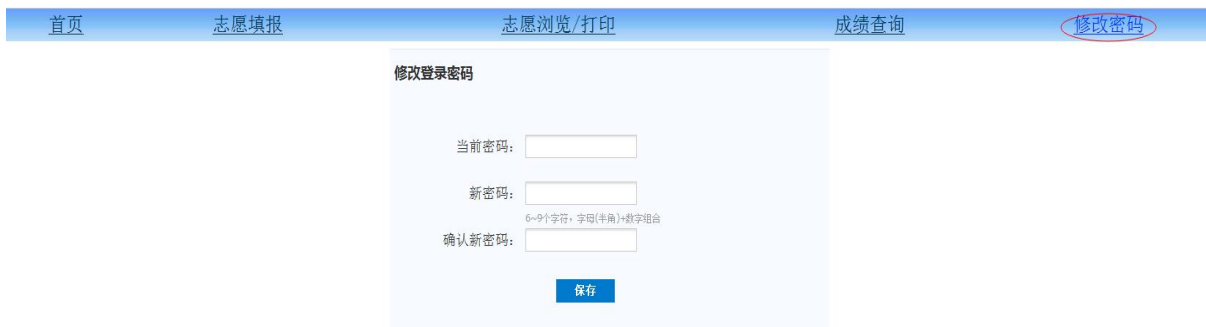 首页 志愿填报 志愿浏览/打印 成绩查询 修改密码
修改登录密码
当前密码：
新密码：
6~9个字符，字母(半角)+数字组合
确认新密码：
保存